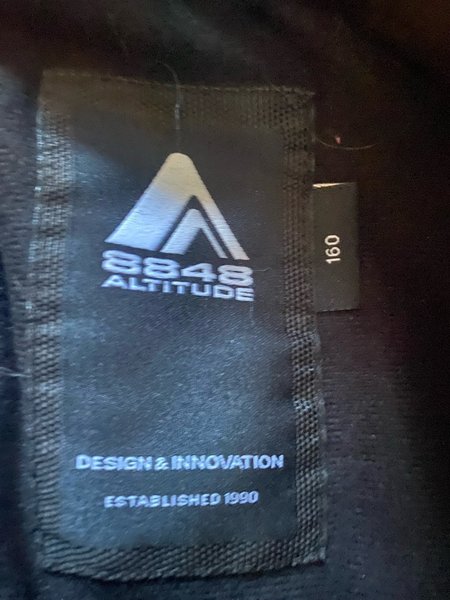 8848
ALTITUDE
160
DESIGN & INNOVATION
ESTABLISHED 1990